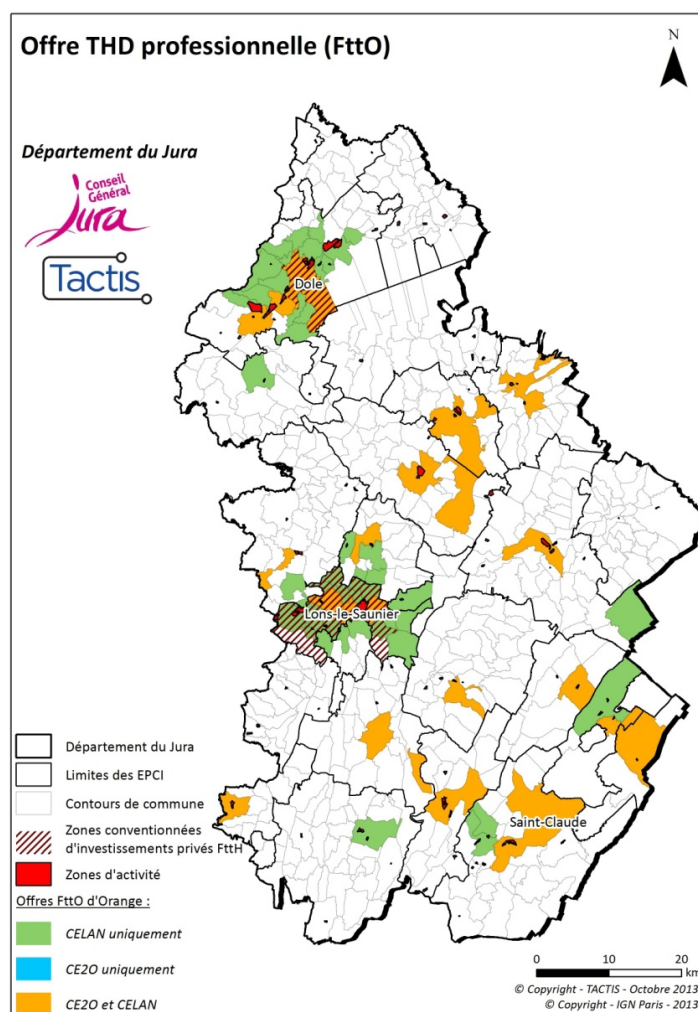 Offre THD professionnelle (FttO)
N
Département du Jura
Conseil
Général
Jura
Tactis
Dole
Lons-le-Saunier
Saint-Claude
Département du Jura
Limites des EPCI
Contours de commune
Zones conventionnées
d'investissements privés FttH
Zones d'activité
Offres FttO d'Orange :
CELAN uniquement
CE2O uniquement
CE2O et CELAN
0 10 20
km
© Copyright - TACTIS - Octobre 2013
© Copyright - IGN Paris - 2013